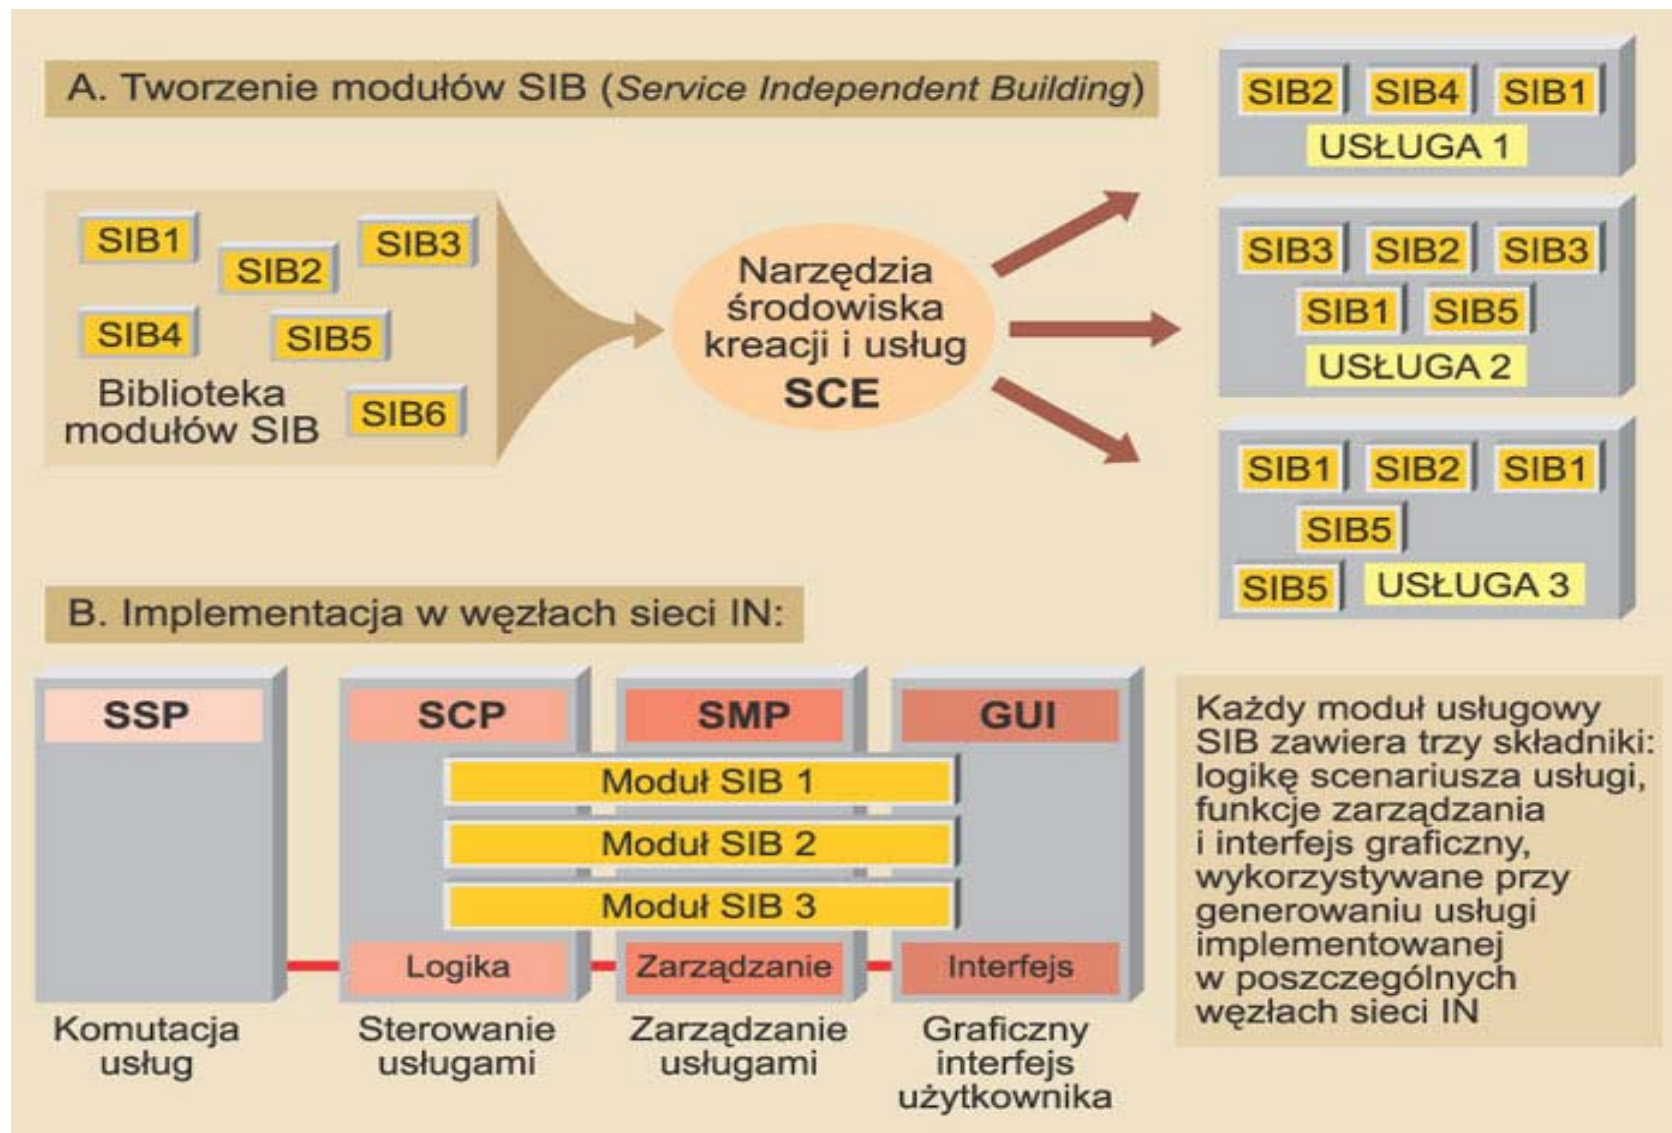 A. Tworzenie modułów SIB (Service Independent Building)
SIB1
SIB2
SIB3
SIB4
SIB5
SIB6
Biblioteka
modułów SIB
Narzędzia
środowiska
kreacji i usług
SCE
SIB2 SIB4 SIB1
USŁUGA 1
SIB3 SIB2 SIB3
SIB1 SIB5
USŁUGA 2
SIB1 SIB2 SIB1
SIB5
SIB5 USŁUGA 3
B. Implementacja w węzłach sieci IN:
SSP SCP SMP GUI
Moduł SIB 1
Moduł SIB 2
Moduł SIB 3
Logika Zarządzanie Interfejs
Komutacja
usług
Sterowanie
usługami
Zarządzanie
usługami
Graficzny
interfejs
użytkownika
Każdy moduł usługowy
SIB zawiera trzy składniki:
logikę scenariusza usługi,
funkcje zarządzania
i interfejs graficzny,
wykorzystywane przy
generowaniu usługi
implementowanej
w poszczególnych
węzłach sieci IN